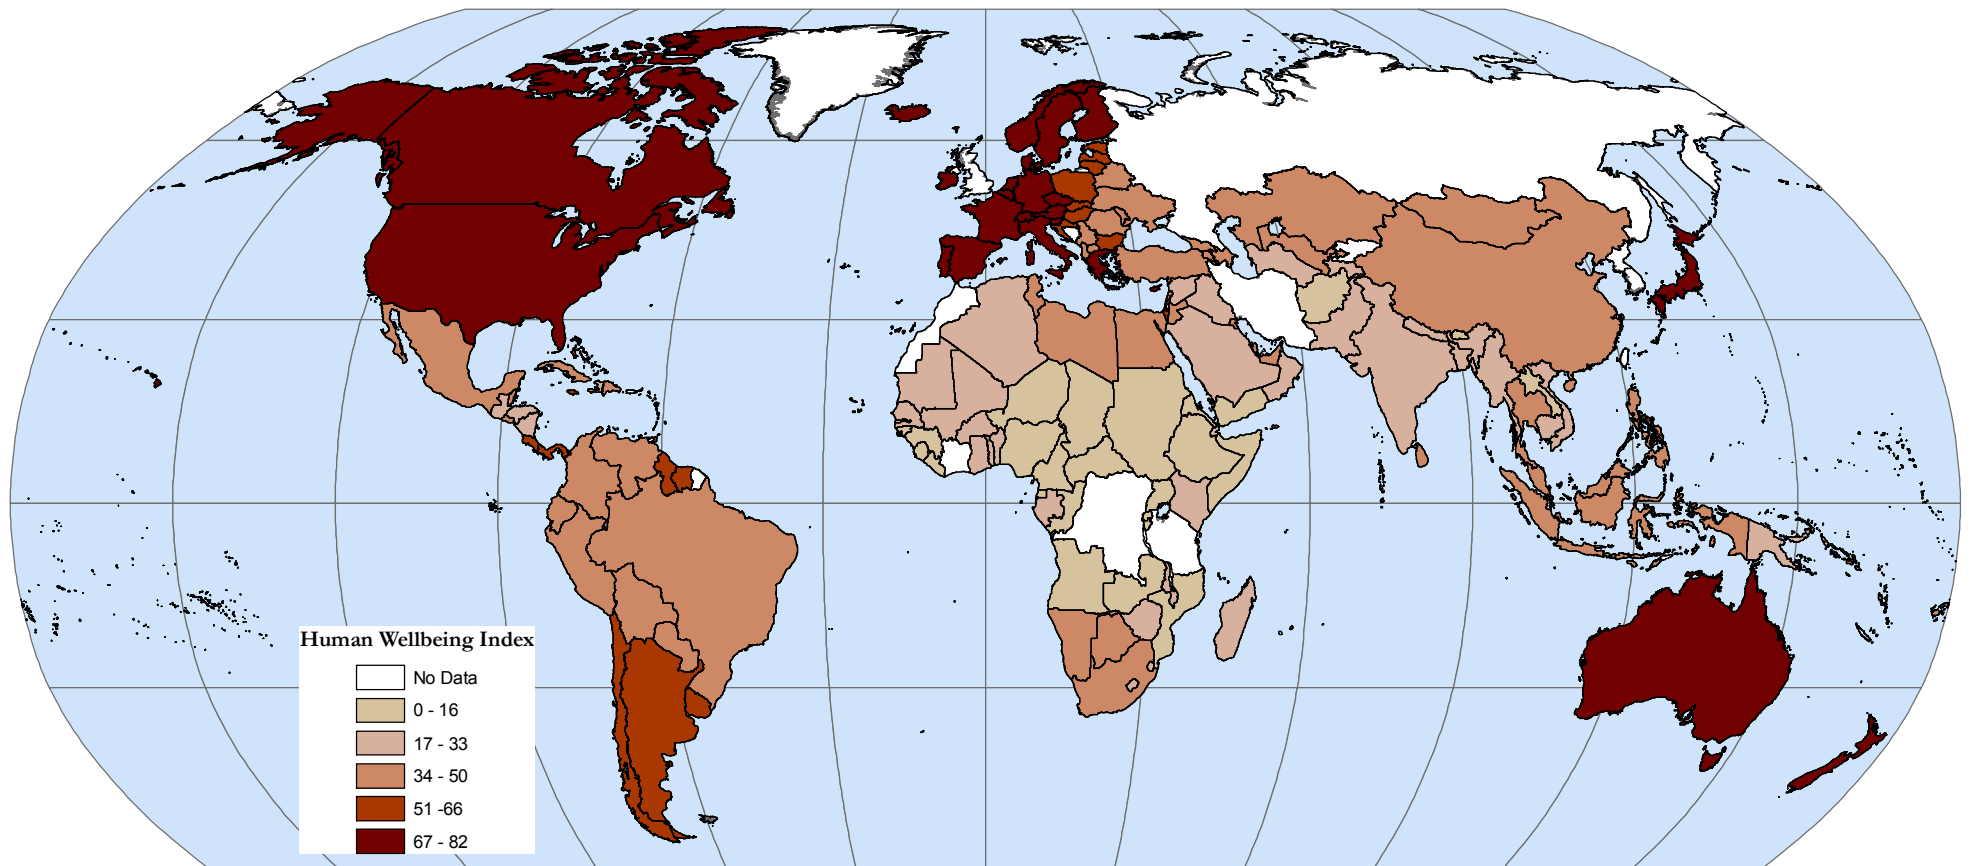 Human Wellbeing Index
No Data
0 - 16
17 - 33
34 - 50
51 -66
67 - 82